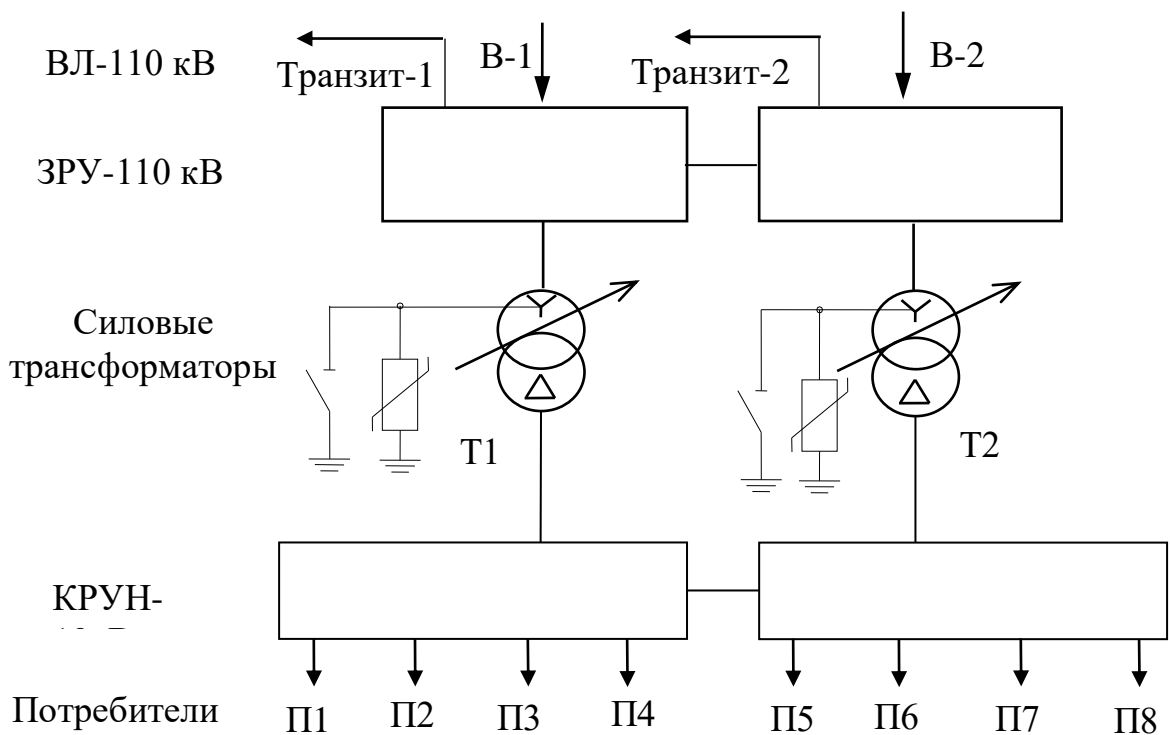 ВЛ-110 кВ
Транзит-1
В-1
Транзит-2
В-2
ЗРУ-110 кВ
Силовые
трансформаторы
Т1
Т2
КРУН-
Потребители
П1
П2
П3
П4
П5
П6
П7
П8